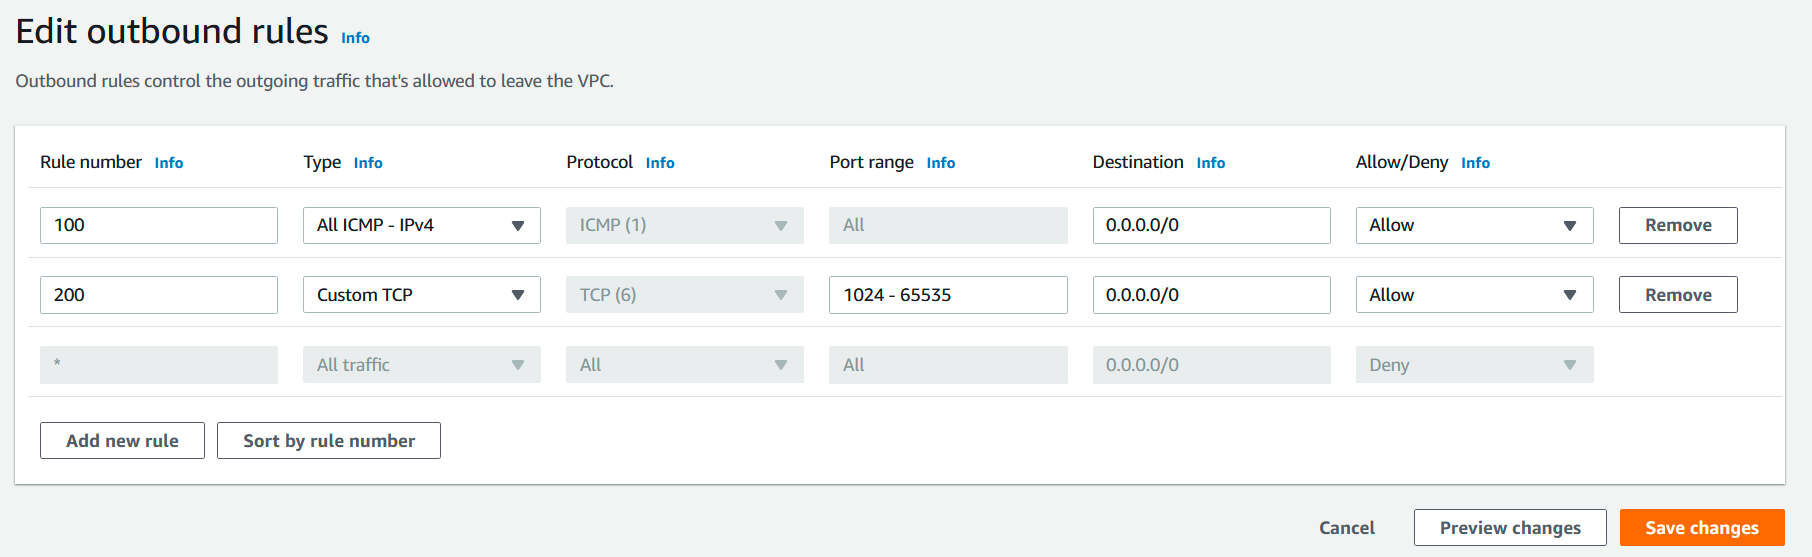 Edit outbound rules Info
Outbound rules control the outgoing traffic that's allowed to leave the VPC.
Rule number Info Type Info Protocol Info Port range Info Destination Info Allow/Deny Info
100 All ICMP - IPv4 ICMP (1) All 0.0.0.0/0 Allow Remove
200 Custom TCP TCP (6) 1024 - 65535 0.0.0.0/0 Allow Remove
* All traffic All All 0.0.0.0/0 Deny
Add new rule Sort by rule number
Cancel Preview changes Save changes